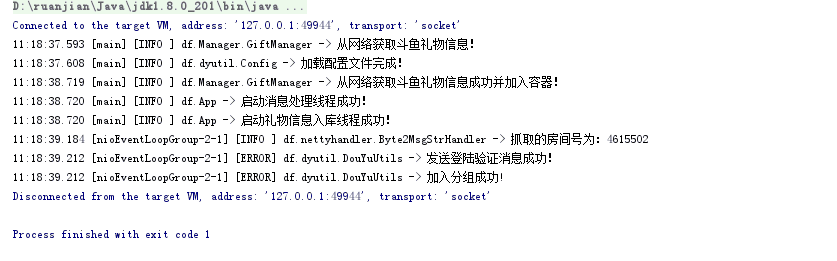 D:\ruanjian\Java\jdk1.8.0_201\bin\java ...
Connected to the target VM, address: '127.0.0.1:49944', transport: 'socket'
11:18:37.593 [main] [INFO ] df.Manager.GiftManager -> 从网络获取斗鱼礼物信息!
11:18:37.608 [main] [INFO ] df.dyutil.Config -> 加载配置文件完成!
11:18:38.719 [main] [INFO ] df.Manager.GiftManager -> 从网络获取斗鱼礼物信息成功并加入容器!
11:18:38.720 [main] [INFO ] df.App -> 启动消息处理线程成功!
11:18:38.720 [main] [INFO ] df.App -> 启动礼物信息入库线程成功!
11:18:39.184 [nioEventLoopGroup-2-1] [INFO ] df.nettyhandler.Byte2MsgStrHandler -> 抓取的房间号为: 4615502
11:18:39.212 [nioEventLoopGroup-2-1] [ERROR] df.dyutil.DouYuUtils -> 发送登陆验证消息成功!
11:18:39.212 [nioEventLoopGroup-2-1] [ERROR] df.dyutil.DouYuUtils -> 加入分组成功!
Disconnected from the target VM, address: '127.0.0.1:49944', transport: 'socket'
Process finished with exit code 1